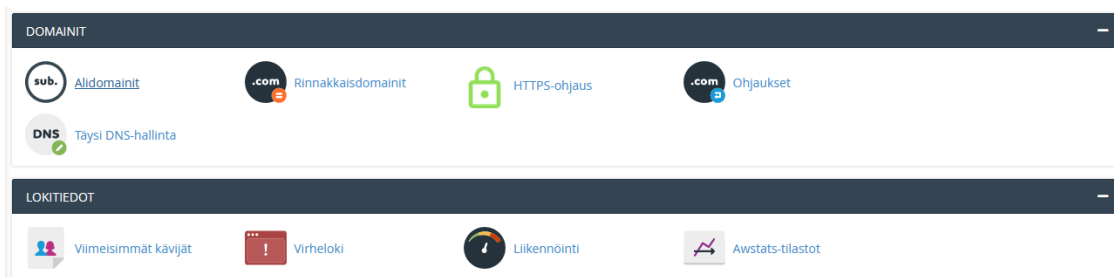 DOMAINIT
sub. Alidomainit .com Rinnakkaisdomainit HTTPS-ohjaus .com Ohjaukset
DNS Täysi DNS-hallinta
LOKITIEDOT
Viimeisimmät kävijät Virheloki Liikennöinti Awstats-tilastot